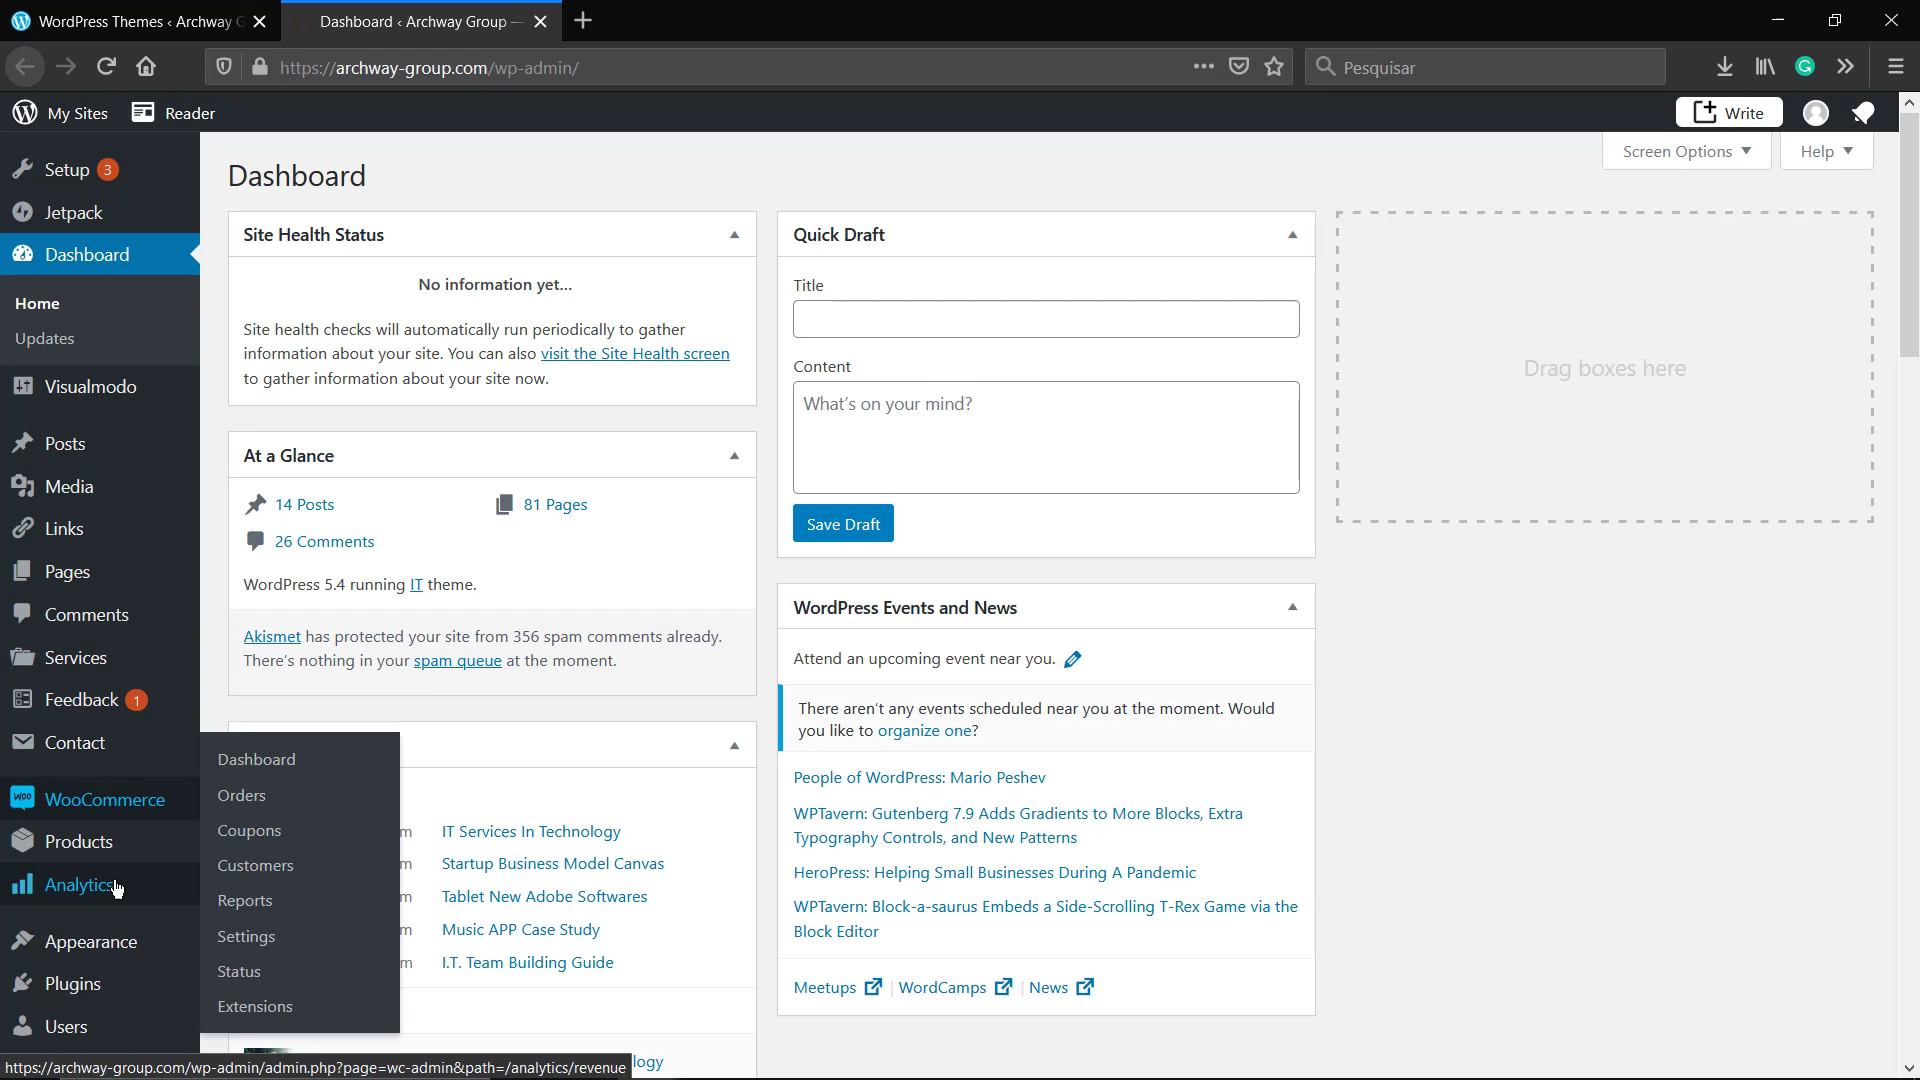 WordPress Themes ‹ Archway G
Dashboard ‹ Archway Group —
https://archway-group.com/wp-admin/
Pesquisar
My Sites
Reader
Write
Setup 3
Jetpack
Dashboard
Home
Updates
Visualmodo
Posts
Media
Links
Pages
Comments
Services
Feedback 1
Contact
WooCommerce
Products
Analytics
Appearance
Plugins
Users
Dashboard
Orders
Coupons
Customers
Reports
Settings
Status
Extensions
Screen Options
Help
Dashboard
Site Health Status
No information yet...
Site health checks will automatically run periodically to gather
information about your site. You can also visit the Site Health screen
to gather information about your site now.
At a Glance
14 Posts
81 Pages
26 Comments
WordPress 5.4 running IT theme.
Akismet has protected your site from 356 spam comments already.
There's nothing in your spam queue at the moment.
m IT Services In Technology
m Startup Business Model Canvas
m Tablet New Adobe Softwares
m Music APP Case Study
m I.T. Team Building Guide
logy
Quick Draft
Title
Content
What's on your mind?
Save Draft
WordPress Events and News
Attend an upcoming event near you.
There aren't any events scheduled near you at the moment. Would
you like to organize one?
People of WordPress: Mario Peshev
WPTavern: Gutenberg 7.9 Adds Gradients to More Blocks, Extra
Typography Controls, and New Patterns
HeroPress: Helping Small Businesses During A Pandemic
WPTavern: Block-a-saurus Embeds a Side-Scrolling T-Rex Game via the
Block Editor
Meetups | WordCamps | News
Drag boxes here
https://archway-group.com/wp-admin/admin.php?page=wc-admin&path=/analytics/revenue